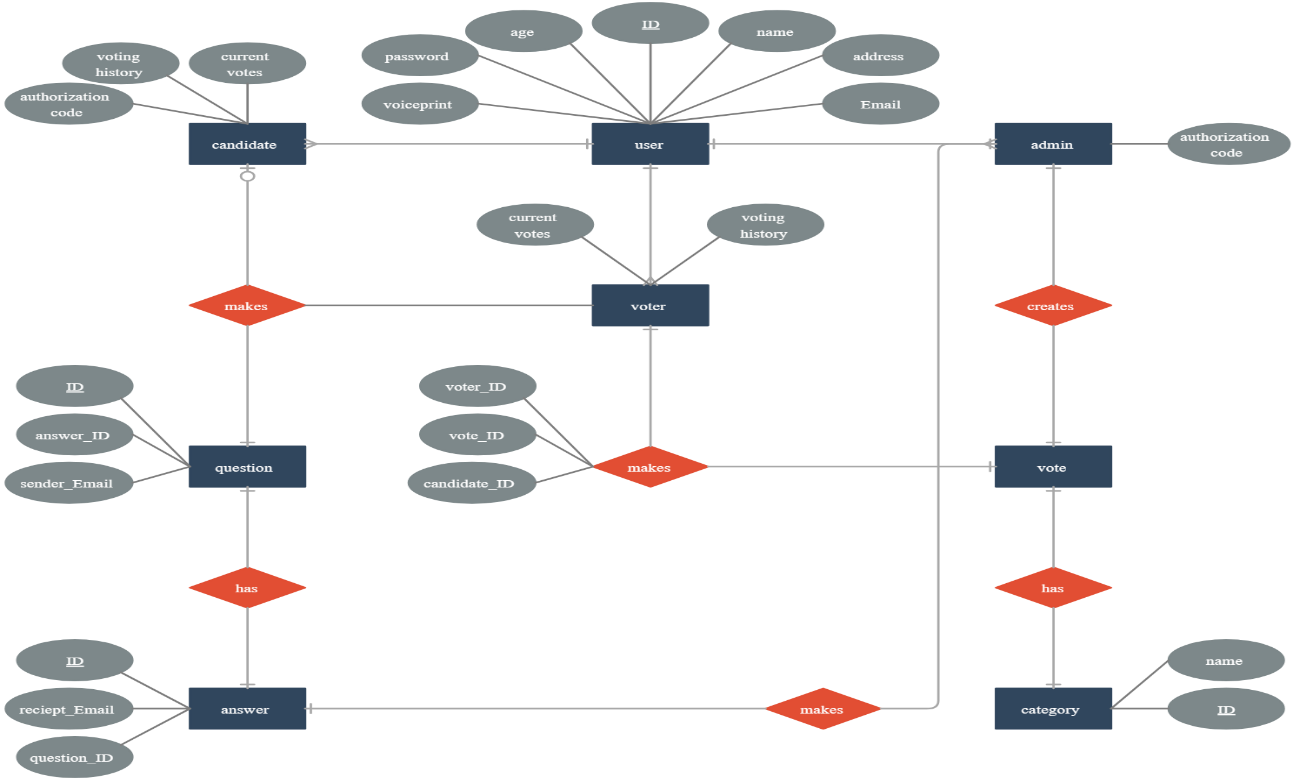 ID
age
name
voting
history
current
votes
password
address
authorization
code
voiceprint
Email
candidate
user
admin
authorization
code
current
votes
voting
history
makes
voter
creates
ID
voter_ID
answer_ID
vote_ID
question
makes
vote
sender_Email
candidate_ID
has
has
ID
name
reciept_Email
answer
makes
category
ID
question_ID